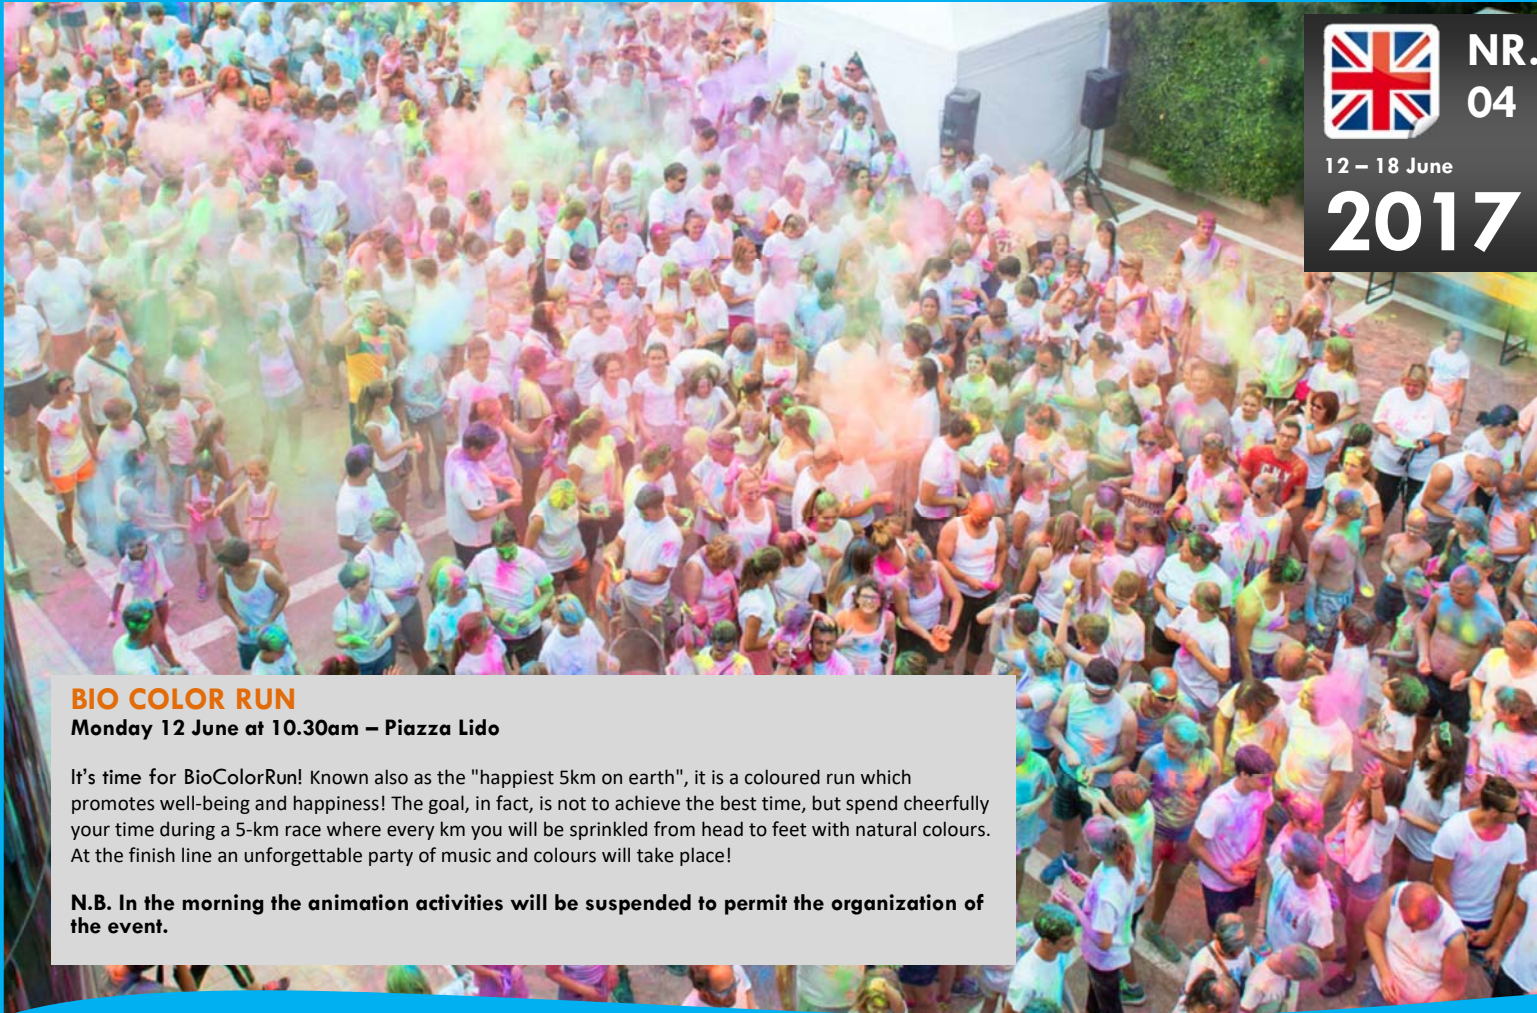 NR.
04
12 – 18 June
2017
BIO COLOR RUN
Monday 12 June at 10.30am – Piazza Lido
It's time for BioColorRun! Known also as the "happiest 5km on earth", it is a coloured run which
promotes well-being and happiness! The goal, in fact, is not to achieve the best time, but spend cheerfully
your time during a 5-km race where every km you will be sprinkled from head to feet with natural colours.
At the finish line an unforgettable party of music and colours will take place!
N.B. In the morning the animation activities will be suspended to permit the organization of
the event.